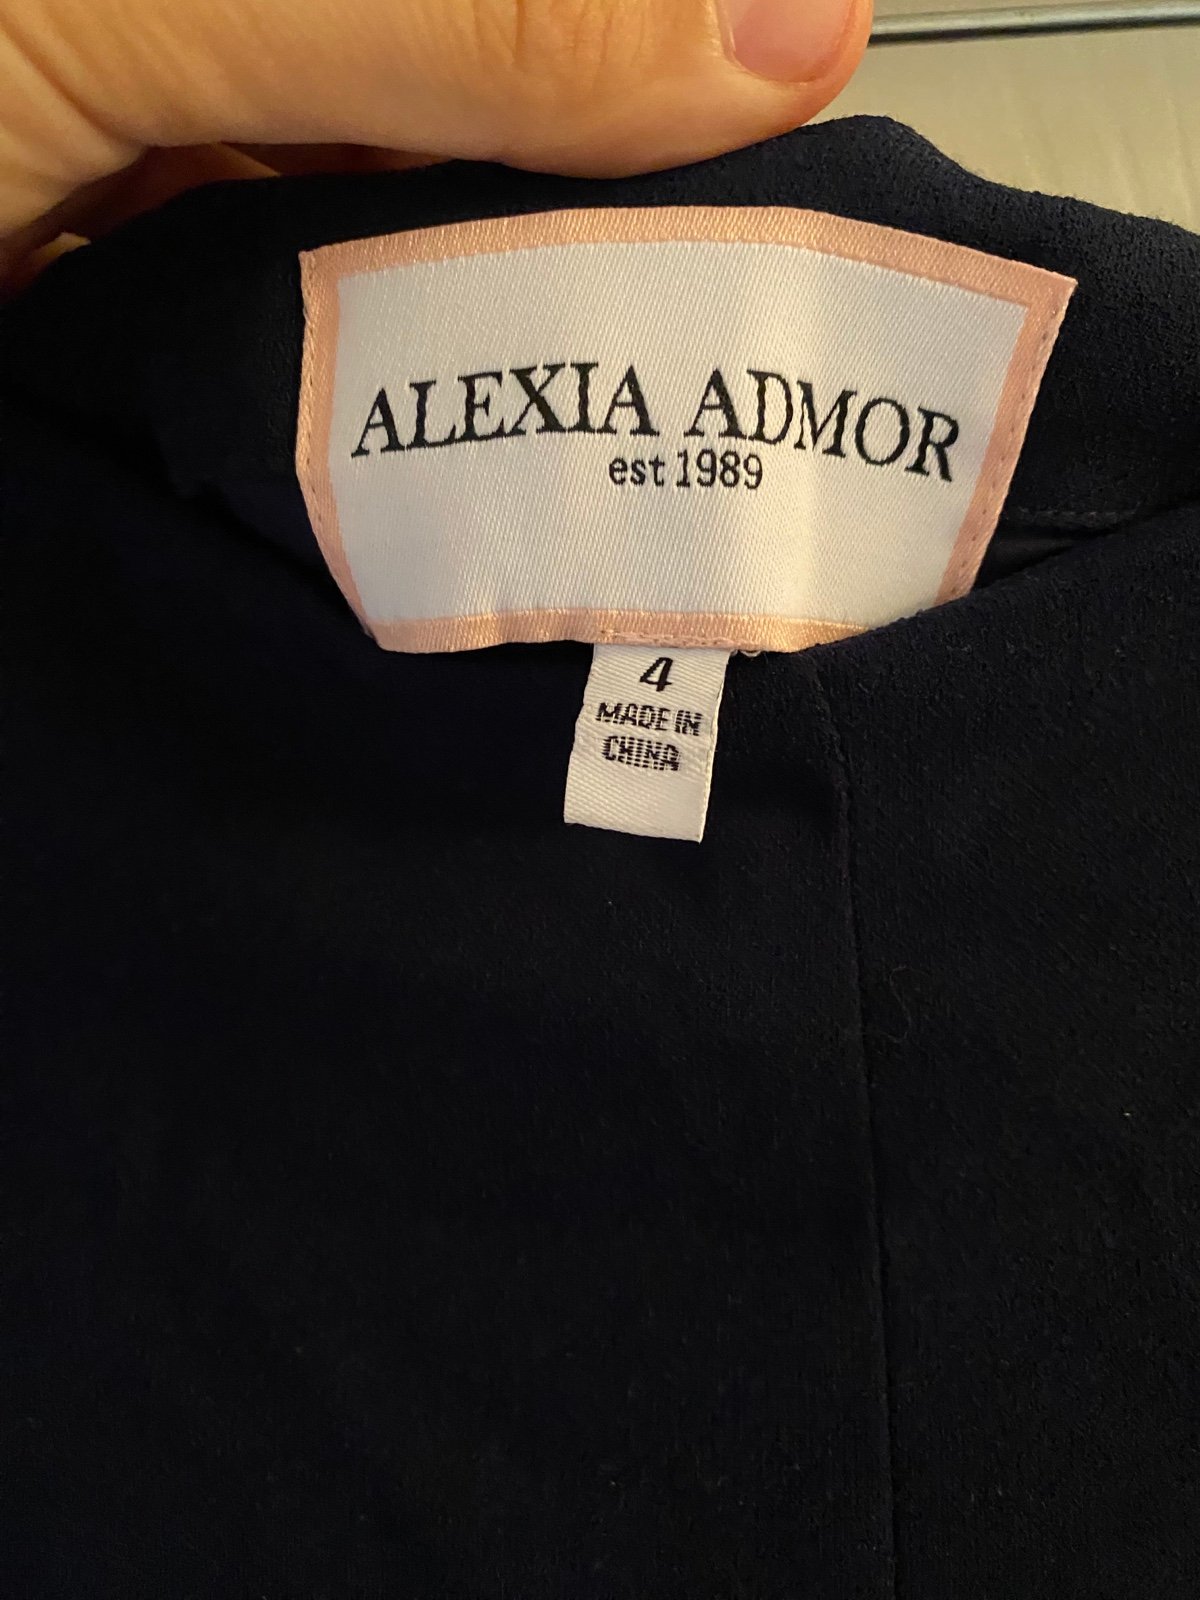 ALEXIA ADMOR
est 1989
4
MADE IN
CHINA